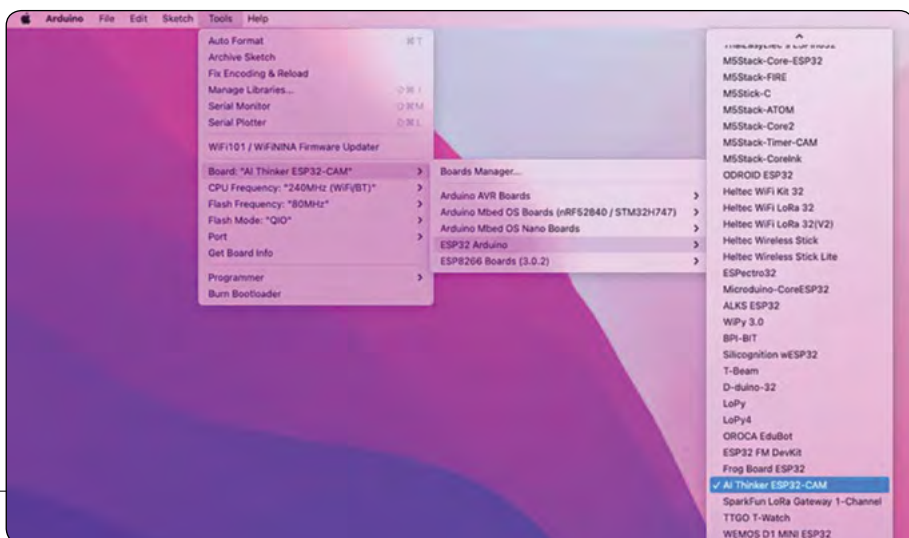 Arduino File Edit Sketch Tools Help
Auto Format ⌘T
Archive Sketch
Fix Encoding & Reload
Manage Libraries... ⇧⌘I
Serial Monitor ⇧⌘M
Serial Plotter ⇧⌘L
WiFi101 / WiFiNINA Firmware Updater
Board: "AI Thinker ESP32-CAM"
CPU Frequency: "240MHz (WiFi/BT)"
Flash Frequency: "80MHz"
Flash Mode: "QIO"
Port
Get Board Info
Programmer
Burn Bootloader
Boards Manager...
Arduino AVR Boards
Arduino Mbed OS Boards (nRF52840 / STM32H747)
Arduino Mbed OS Nano Boards
ESP32 Arduino
ESP8266 Boards (3.0.2)
M5Stack-Core-ESP32
M5Stack-FIRE
M5Stick-C
M5Stack-ATOM
M5Stack-Core2
M5Stack-Timer-CAM
M5Stack-CoreInk
ODROID ESP32
Heltec WiFi Kit 32
Heltec WiFi LoRa 32
Heltec WiFi LoRa 32(V2)
Heltec Wireless Stick
Heltec Wireless Stick Lite
ESPectro32
Microduino-CoreESP32
ALKS ESP32
WiPy 3.0
BPI-BIT
Silicognition wESP32
T-Beam
D-duino-32
LoPy
LoPy4
OROCA EduBot
ESP32 FM DevKit
Frog Board ESP32
✓ AI Thinker ESP32-CAM
SparkFun LoRa Gateway 1-Channel
TTGO T-Watch
WEMOS D1 MINI ESP32